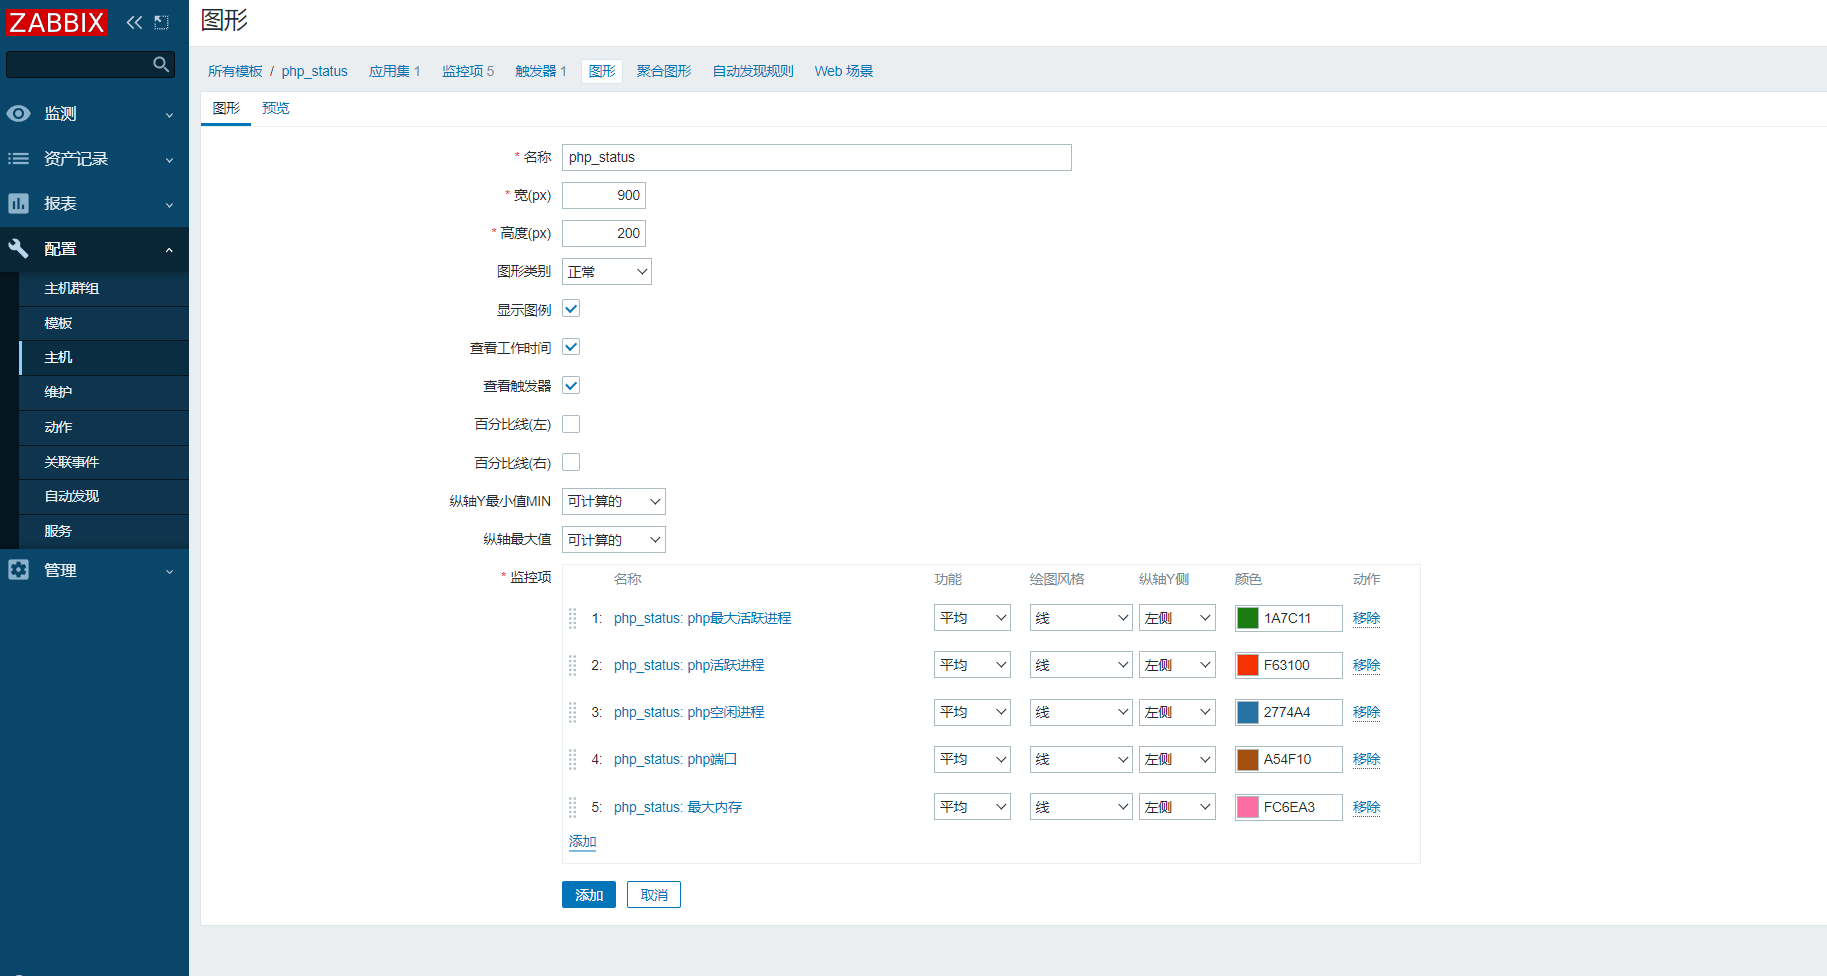 ZABBIX
图形
所有模板 / php_status 应用集 1 监控项 5 触发器 1 图形 聚合图形 自动发现规则 Web 场景
图形 预览
监测
资产记录
报表
配置
主机群组
模板
主机
维护
动作
关联事件
自动发现
服务
管理
* 名称 php_status
* 宽(px) 900
* 高度(px) 200
图形类别 正常
显示图例
查看工作时间
查看触发器
百分比线(左)
百分比线(右)
纵轴Y最小值MIN 可计算的
纵轴最大值 可计算的
* 监控项 名称 功能 绘图风格 纵轴Y侧 颜色 动作
1: php_status: php最大活跃进程 平均 线 左侧 1A7C11 移除
2: php_status: php活跃进程 平均 线 左侧 F63100 移除
3: php_status: php空闲进程 平均 线 左侧 2774A4 移除
4: php_status: php端口 平均 线 左侧 A54F10 移除
5: php_status: 最大内存 平均 线 左侧 FC6EA3 移除
添加
添加 取消